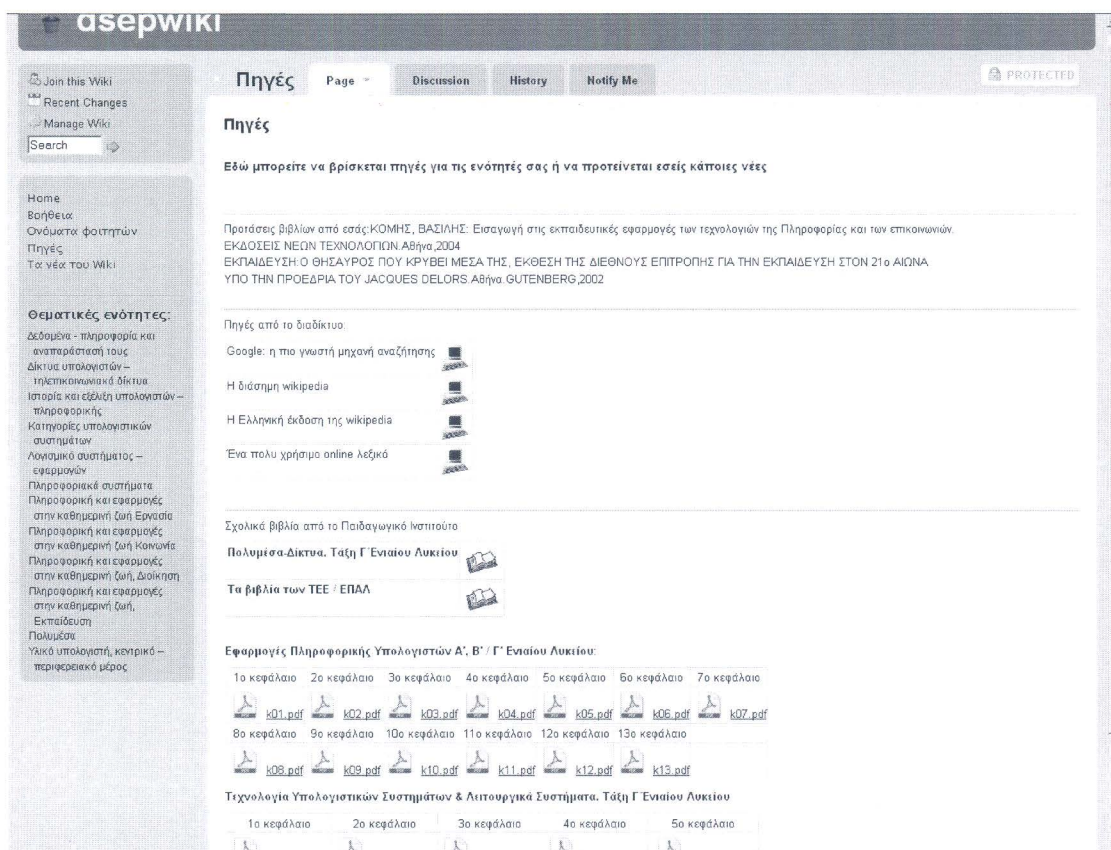 asepwiki
Join this Wiki
Recent Changes
Manage Wiki
Search
Home
Βοήθεια
Ονόματα φοιτητών
Πηγές
Τα νέα του Wiki
Θεματικές ενότητες:
Δεδομένα - πληροφορία και
αναπαράστασή τους
Δίκτυα υπολογιστών –
τηλεπικοινωνιακά δίκτυα
Ιστορία και εξέλιξη υπολογιστών –
πληροφορικής
Κατηγορίες υπολογιστικών
συστημάτων
Λογισμικό συστήματος –
εφαρμογών
Πληροφοριακά συστήματα
Πληροφορική και εφαρμογές
στην καθημερινή ζωή Εργασία
Πληροφορική και εφαρμογές
στην καθημερινή ζωή Κοινωνία
Πληροφορική και εφαρμογές
στην καθημερινή ζωή, Διοίκηση
Πληροφορική και εφαρμογές
στην καθημερινή ζωή,
Εκπαίδευση
Πολυμέσα
Υλικό υπολογιστή, κεντρικό –
περιφερειακό μέρος
Πηγές Page Discussion History Notify Me PROTECTED
Πηγές
Εδώ μπορείτε να βρίσκεται πηγές για τις ενότητές σας ή να προτείνεται εσείς κάποιες νέες
Προτάσεις βιβλίων από εσάς:ΚΟΜΗΣ, ΒΑΣΙΛΗΣ: Εισαγωγή στις εκπαιδευτικές εφαρμογές των τεχνολογιών της Πληροφορίας και των επικοινωνιών.
ΕΚΔΟΣΕΙΣ ΝΕΩΝ ΤΕΧΝΟΛΟΓΙΩΝ.Αθήνα,2004
ΕΚΠΑΙΔΕΥΣΗ:Ο ΘΗΣΑΥΡΟΣ ΠΟΥ ΚΡΥΒΕΙ ΜΕΣΑ ΤΗΣ, ΕΚΘΕΣΗ ΤΗΣ ΔΙΕΘΝΟΥΣ ΕΠΙΤΡΟΠΗΣ ΓΙΑ ΤΗΝ ΕΚΠΑΙΔΕΥΣΗ ΣΤΟΝ 21ο ΑΙΩΝΑ
ΥΠΟ ΤΗΝ ΠΡΟΕΔΡΙΑ ΤΟΥ JACQUES DELORS.Αθήνα.GUTENBERG,2002
Πηγές από το διαδίκτυο:
Google: η πιο γνωστή μηχανή αναζήτησης
Η διάσημη wikipedia
Η Ελληνική έκδοση της wikipedia
Ένα πολυ χρήσιμο online λεξικό
Σχολικά βιβλία από το Παιδαγωγικό Ινστιτούτο
Πολυμέσα-Δίκτυα. Τάξη Γ΄Ενιαίου Λυκείου
Τα βιβλία των ΤΕΕ / ΕΠΑΛ
Εφαρμογές Πληροφορικής Υπολογιστών Α', Β' / Γ' Ενιαίου Λυκείου:
1ο κεφάλαιο 2ο κεφάλαιο 3ο κεφάλαιο 4ο κεφάλαιο 5ο κεφάλαιο 6ο κεφάλαιο 7ο κεφάλαιο
k01.pdf k02.pdf k03.pdf k04.pdf k05.pdf k06.pdf k07.pdf
8ο κεφάλαιο 9ο κεφάλαιο 10ο κεφάλαιο 11ο κεφάλαιο 12ο κεφάλαιο 13ο κεφάλαιο
k08.pdf k09.pdf k10.pdf k11.pdf k12.pdf k13.pdf
Τεχνολογία Υπολογιστικών Συστημάτων & Λειτουργικά Συστήματα. Τάξη Γ΄Ενιαίου Λυκείου
1ο κεφάλαιο 2ο κεφάλαιο 3ο κεφάλαιο 4ο κεφάλαιο 5ο κεφάλαιο